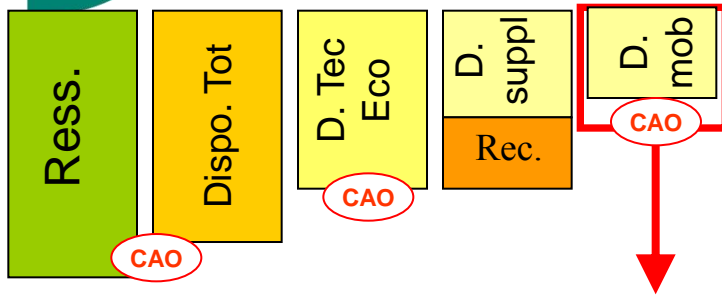 Ress.
Dispo. Tot
D. Tec
Eco
D.
suppl
Rec.
D.
mob
CAO
CAO
CAO